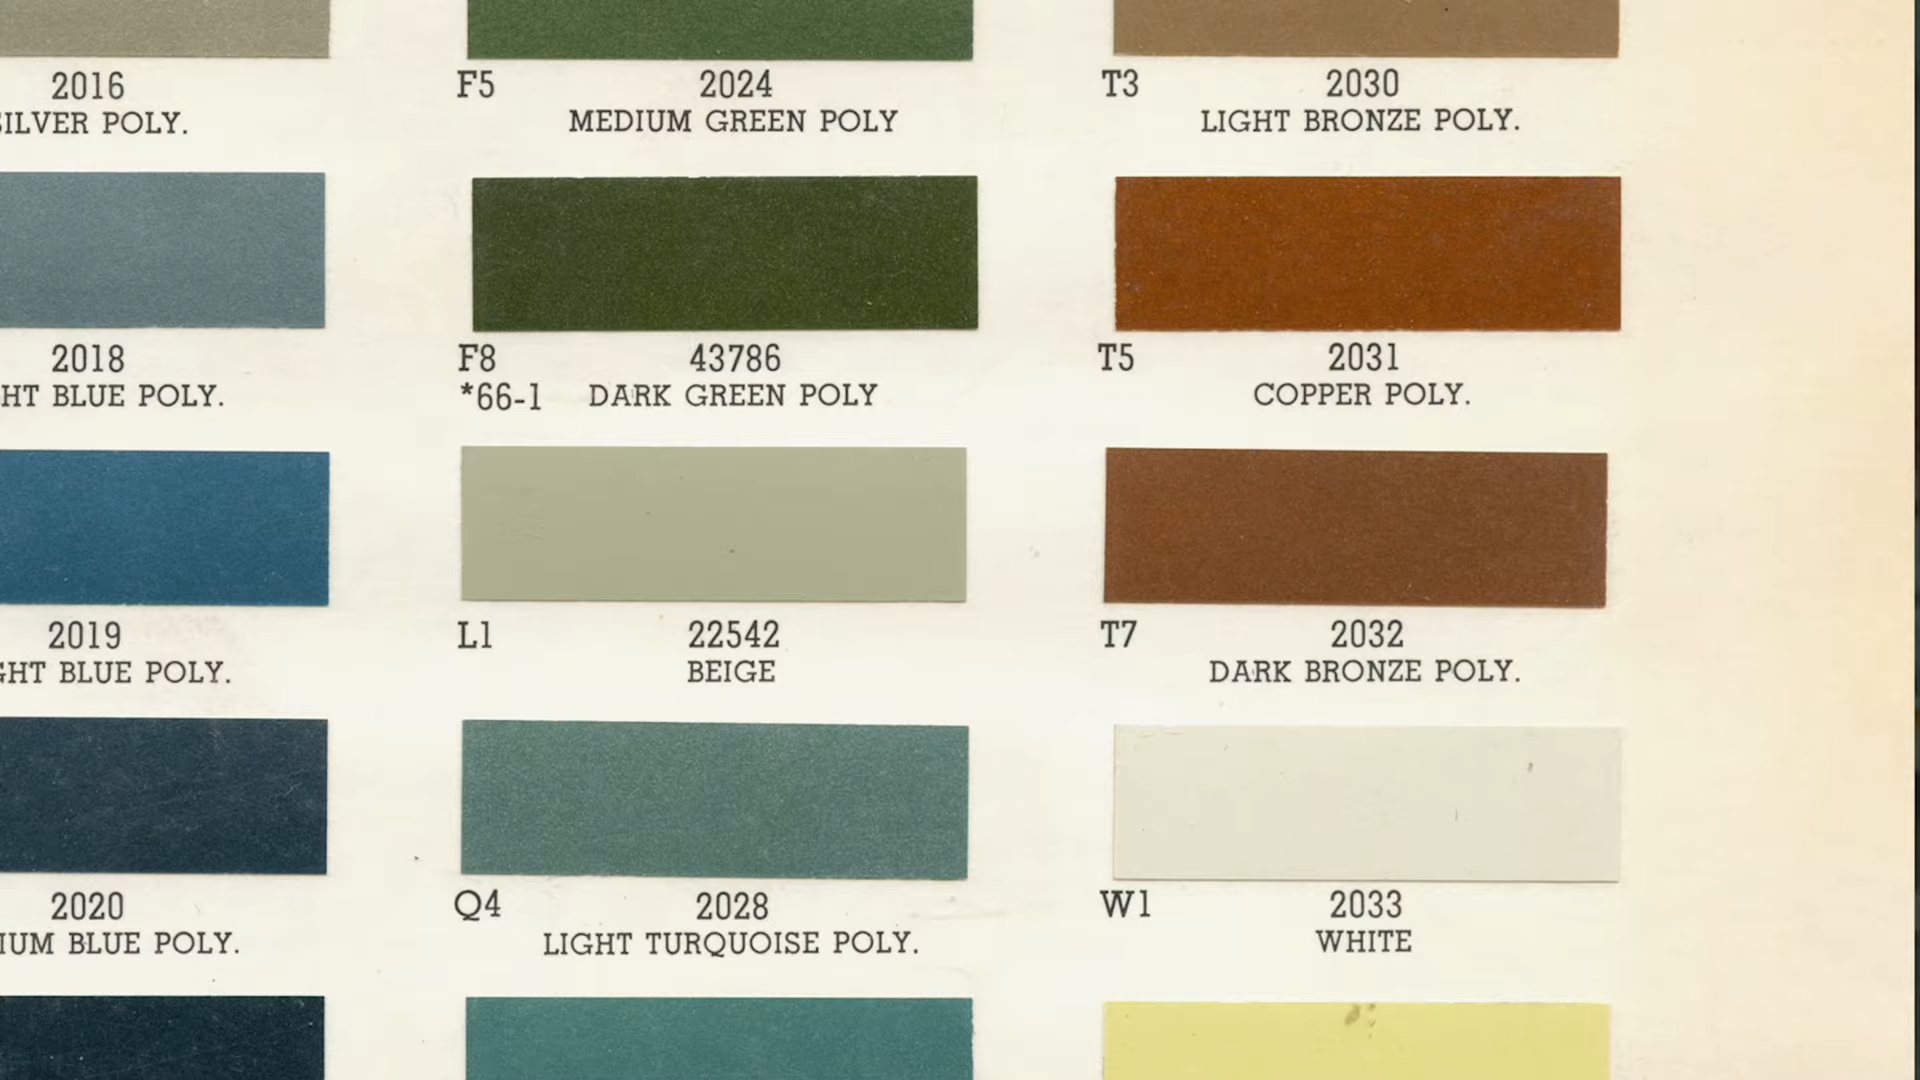 2016
SILVER POLY.
F5 2024
MEDIUM GREEN POLY
T3 2030
LIGHT BRONZE POLY.
2018
HT BLUE POLY.
F8 43786
*66-1 DARK GREEN POLY
T5 2031
COPPER POLY.
2019
GHT BLUE POLY.
L1 22542
BEIGE
T7 2032
DARK BRONZE POLY.
2020
IUM BLUE POLY.
Q4 2028
LIGHT TURQUOISE POLY.
W1 2033
WHITE